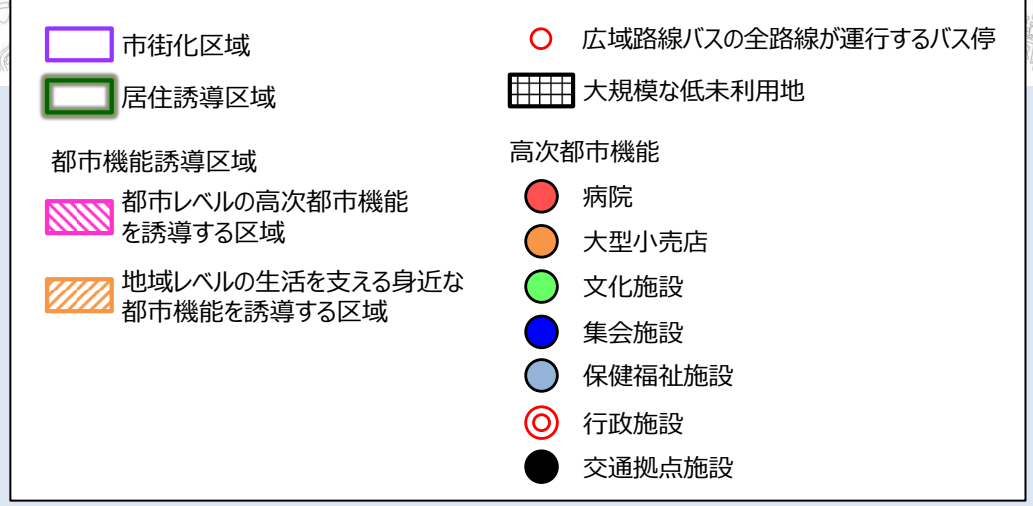 市街化区域
居住誘導区域
都市機能誘導区域
都市レベルの高次都市機能
を誘導する区域
地域レベルの生活を支える身近な
都市機能を誘導する区域
広域路線バスの全路線が運行するバス停
大規模な低未利用地
高次都市機能
病院
大型小売店
文化施設
集会施設
保健福祉施設
行政施設
交通拠点施設